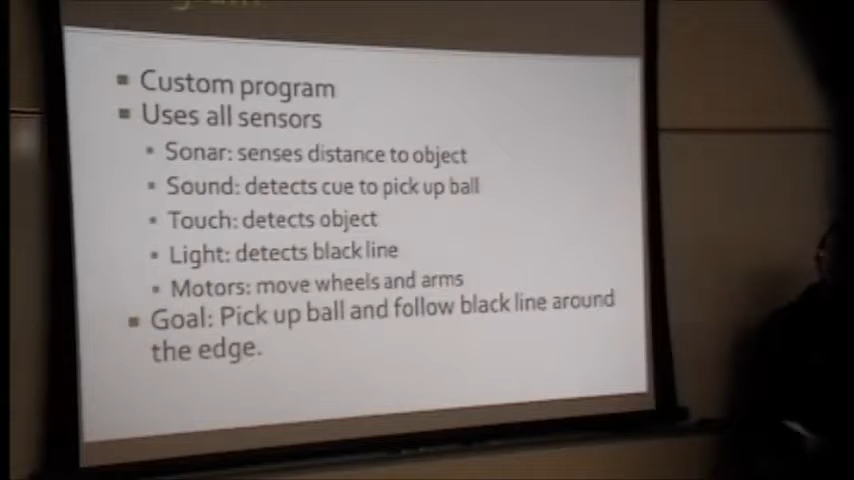 Custom program
Uses all sensors
Sonar: senses distance to object
Sound: detects cue to pick up ball
Touch: detects object
Light: detects black line
Motors: move wheels and arms
Goal: Pick up ball and follow black line around
the edge.